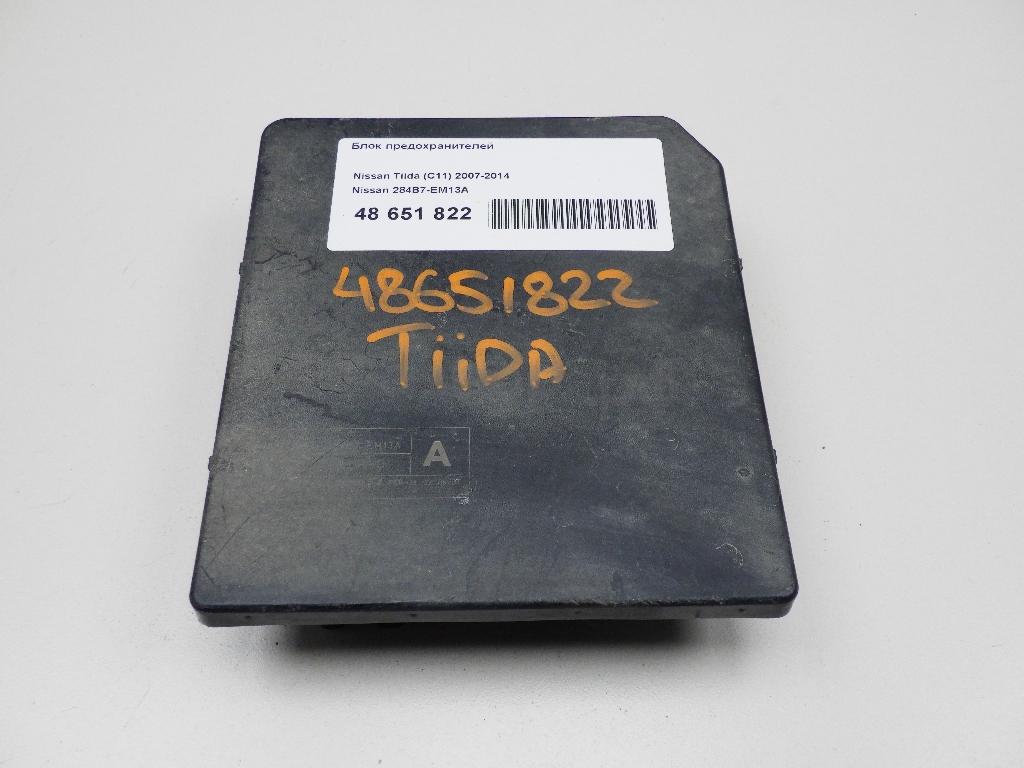 Блок предохранителей
Nissan Tiida (C11) 2007-2014
Nissan 284B7-EM13A
48 651 822
48651822
TiiDA
A